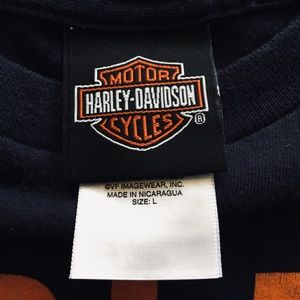 MOTOR
HARLEY-DAVIDSON
CYCLES
®
©VF IMAGEWEAR, INC.
MADE IN NICARAGUA
SIZE: L